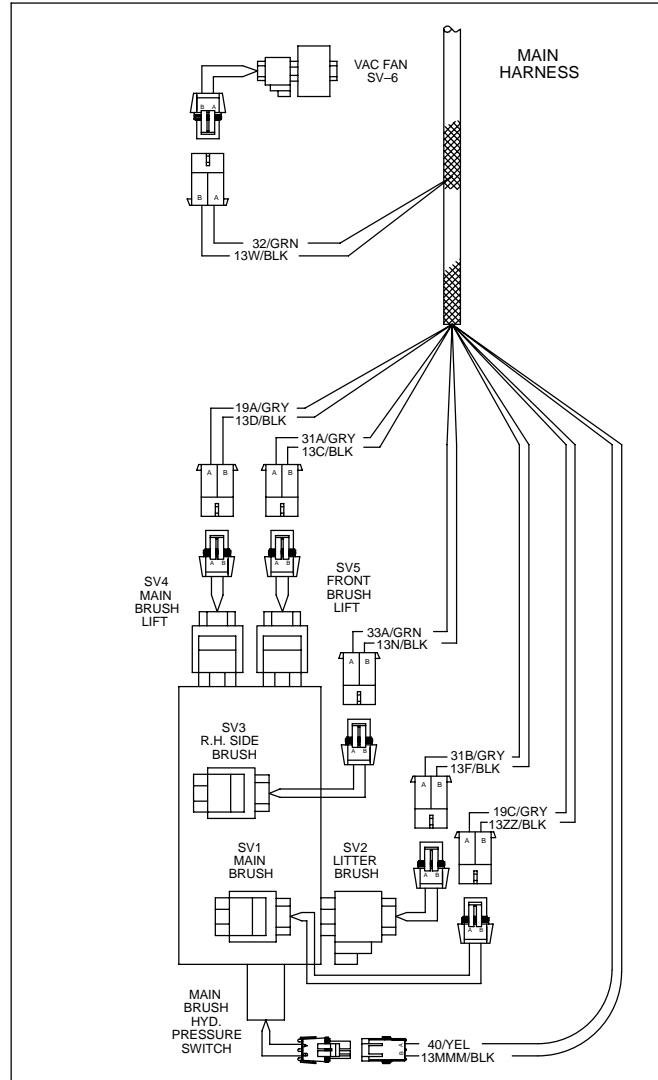 VAC FAN
SV–6
MAIN
HARNESS
B A
B A
32/GRN
13W/BLK
19A/GRY
13D/BLK
31A/GRY
13C/BLK
A B
A B
A B
A B
SV4
MAIN
BRUSH
LIFT
SV5
FRONT
BRUSH
LIFT
33A/GRN
13N/BLK
A B
SV3
R.H. SIDE
BRUSH
A B
31B/GRY
13F/BLK
A B
19C/GRY
13ZZ/BLK
A B
SV1
MAIN
BRUSH
SV2
LITTER
BRUSH
A B
A B
MAIN
BRUSH
HYD.
PRESSURE
SWITCH
40/YEL
13MMM/BLK
A
B